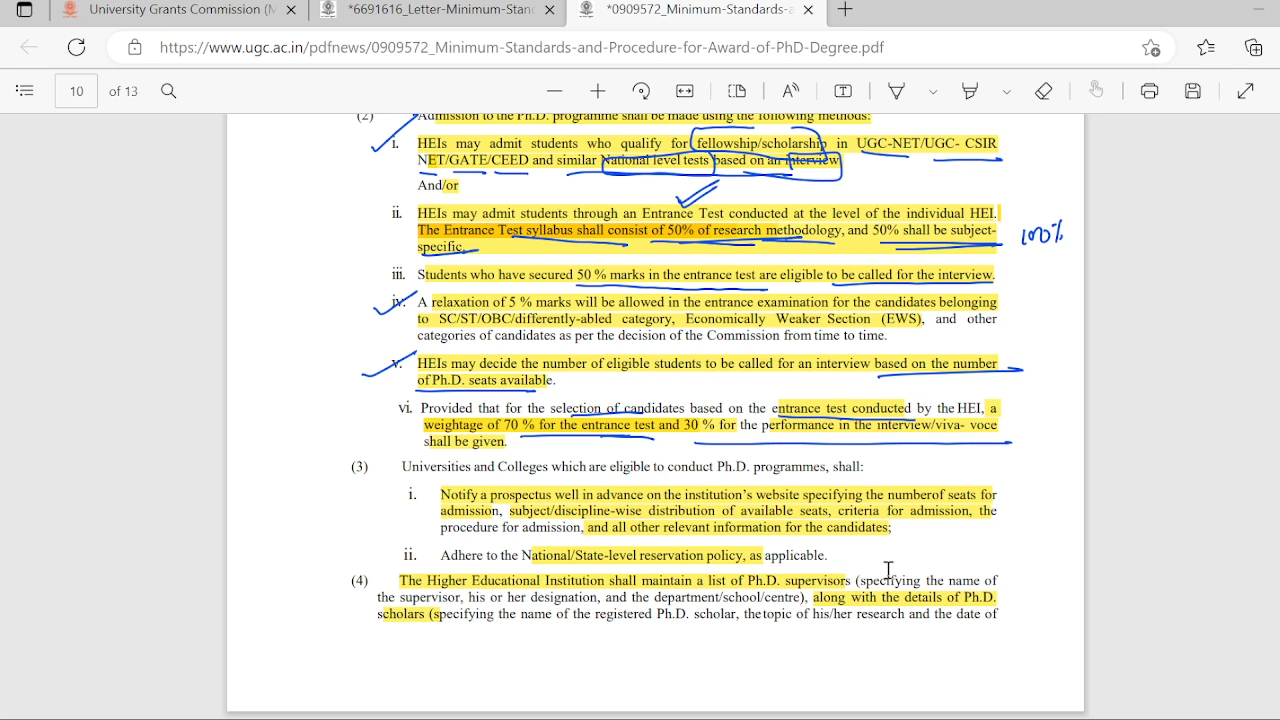 University Grants Commission (N
*6691616_Letter-Minimum-Stand
*0909572_Minimum-Standards-a
https://www.ugc.ac.in/pdfnews/0909572_Minimum-Standards-and-Procedure-for-Award-of-PhD-Degree.pdf
10 of 13
(2) Admission to the Ph.D. programme shall be made using the following methods:
i. HEIs may admit students who qualify for fellowship/scholarship in UGC-NET/UGC- CSIR
NET/GATE/CEED and similar National level tests based on an interview
And/or
ii. HEIs may admit students through an Entrance Test conducted at the level of the individual HEI.
The Entrance Test syllabus shall consist of 50% of research methodology, and 50% shall be subject-
specific.
100%
iii. Students who have secured 50 % marks in the entrance test are eligible to be called for the interview.
iv. A relaxation of 5 % marks will be allowed in the entrance examination for the candidates belonging
to SC/ST/OBC/differently-abled category, Economically Weaker Section (EWS), and other
categories of candidates as per the decision of the Commission from time to time.
v. HEIs may decide the number of eligible students to be called for an interview based on the number
of Ph.D. seats available.
vi. Provided that for the selection of candidates based on the entrance test conducted by the HEI, a
weightage of 70 % for the entrance test and 30 % for the performance in the interview/viva- voce
shall be given.
(3) Universities and Colleges which are eligible to conduct Ph.D. programmes, shall:
i. Notify a prospectus well in advance on the institution's website specifying the numberof seats for
admission, subject/discipline-wise distribution of available seats, criteria for admission, the
procedure for admission, and all other relevant information for the candidates;
ii. Adhere to the National/State-level reservation policy, as applicable.
(4) The Higher Educational Institution shall maintain a list of Ph.D. supervisors (specifying the name of
the supervisor, his or her designation, and the department/school/centre), along with the details of Ph.D.
scholars (specifying the name of the registered Ph.D. scholar, the topic of his/her research and the date of